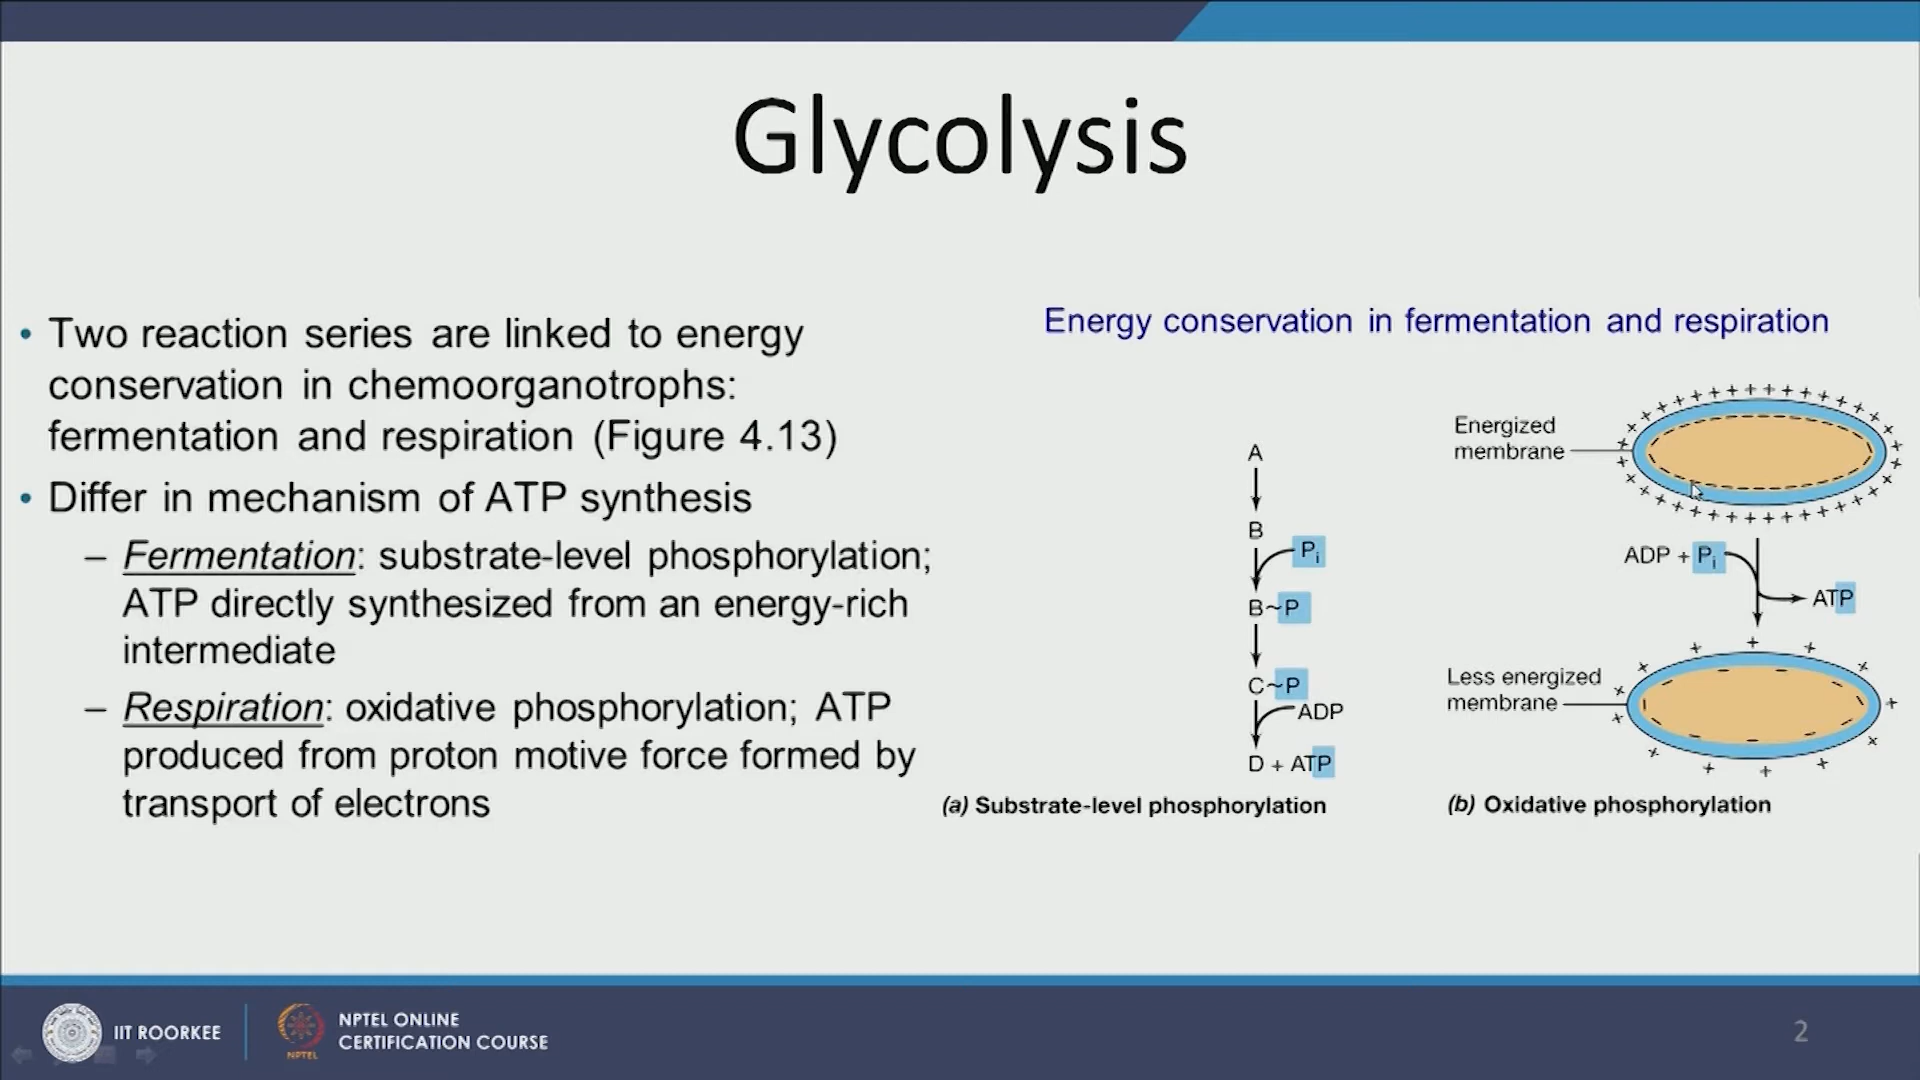 Glycolysis
• Two reaction series are linked to energy
conservation in chemoorganotrophs:
fermentation and respiration (Figure 4.13)
• Differ in mechanism of ATP synthesis
– Fermentation: substrate-level phosphorylation;
ATP directly synthesized from an energy-rich
intermediate
– Respiration: oxidative phosphorylation; ATP
produced from proton motive force formed by
transport of electrons
Energy conservation in fermentation and respiration
A
B
Pi
B~P
C~P
ADP
D + ATP
(a) Substrate-level phosphorylation
Energized
membrane
ADP + Pi
ATP
Less energized
membrane
(b) Oxidative phosphorylation
IIT ROORKEE
NPTEL
NPTEL ONLINE
CERTIFICATION COURSE
2